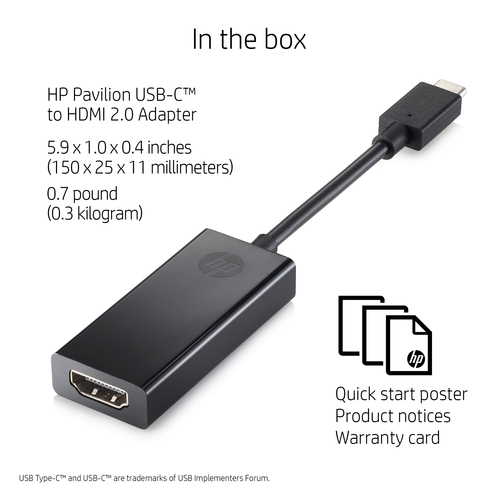 In the box
HP Pavilion USB-C™
to HDMI 2.0 Adapter
5.9 x 1.0 x 0.4 inches
(150 x 25 x 11 millimeters)
0.7 pound
(0.3 kilogram)
hp
hp
Quick start poster
Product notices
Warranty card
USB Type-C™ and USB-C™ are trademarks of USB Implementers Forum.